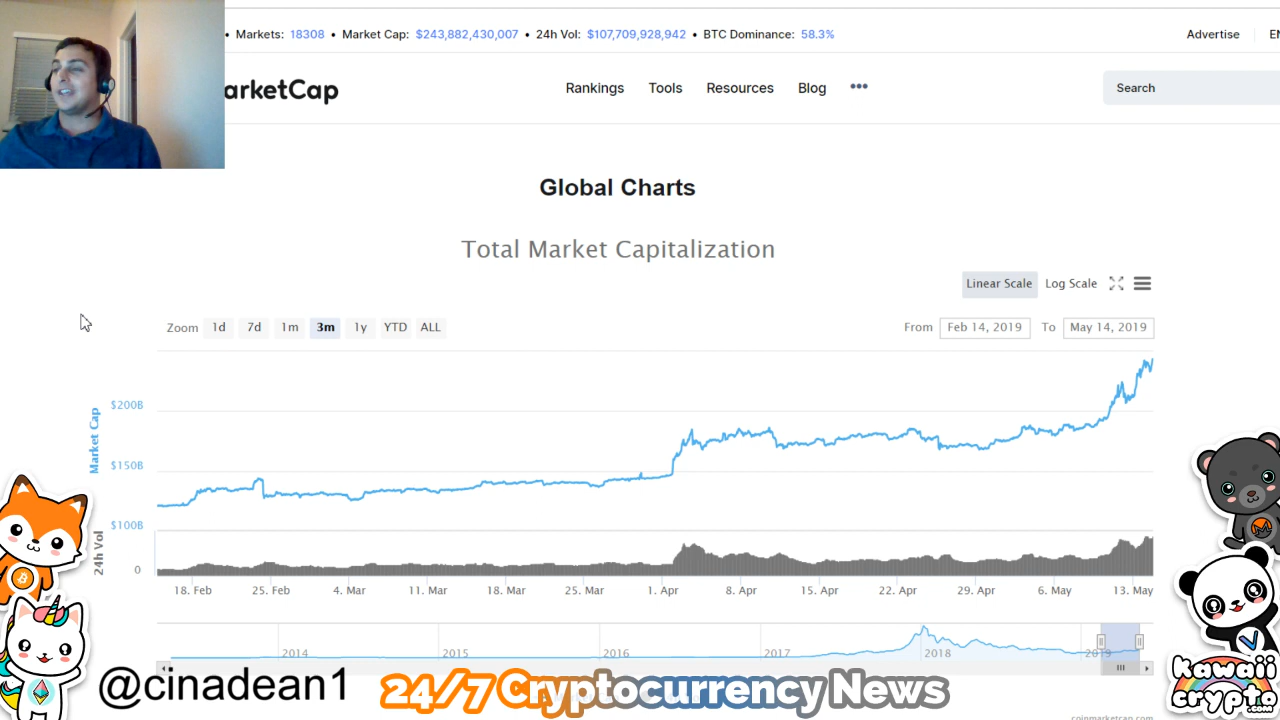 • Markets: 18308 • Market Cap: $243,882,430,007 • 24h Vol: $107,709,928,942 • BTC Dominance: 58.3%
Advertise
EN
arketCap
Rankings Tools Resources Blog •••
Search
Global Charts
Total Market Capitalization
Linear Scale Log Scale
Zoom 1d 7d 1m 3m 1y YTD ALL
From Feb 14, 2019 To May 14, 2019
Market Cap
$200B
$150B
$100B
24h Vol
0
18. Feb 25. Feb 4. Mar 11. Mar 18. Mar 25. Mar 1. Apr 8. Apr 15. Apr 22. Apr 29. Apr 6. May 13. May
2014 2015 2016 2017 2018 2019
@cinadean1
24/7 Cryptocurrency News
kawaii
crypto
.com
coinmarketcap.com